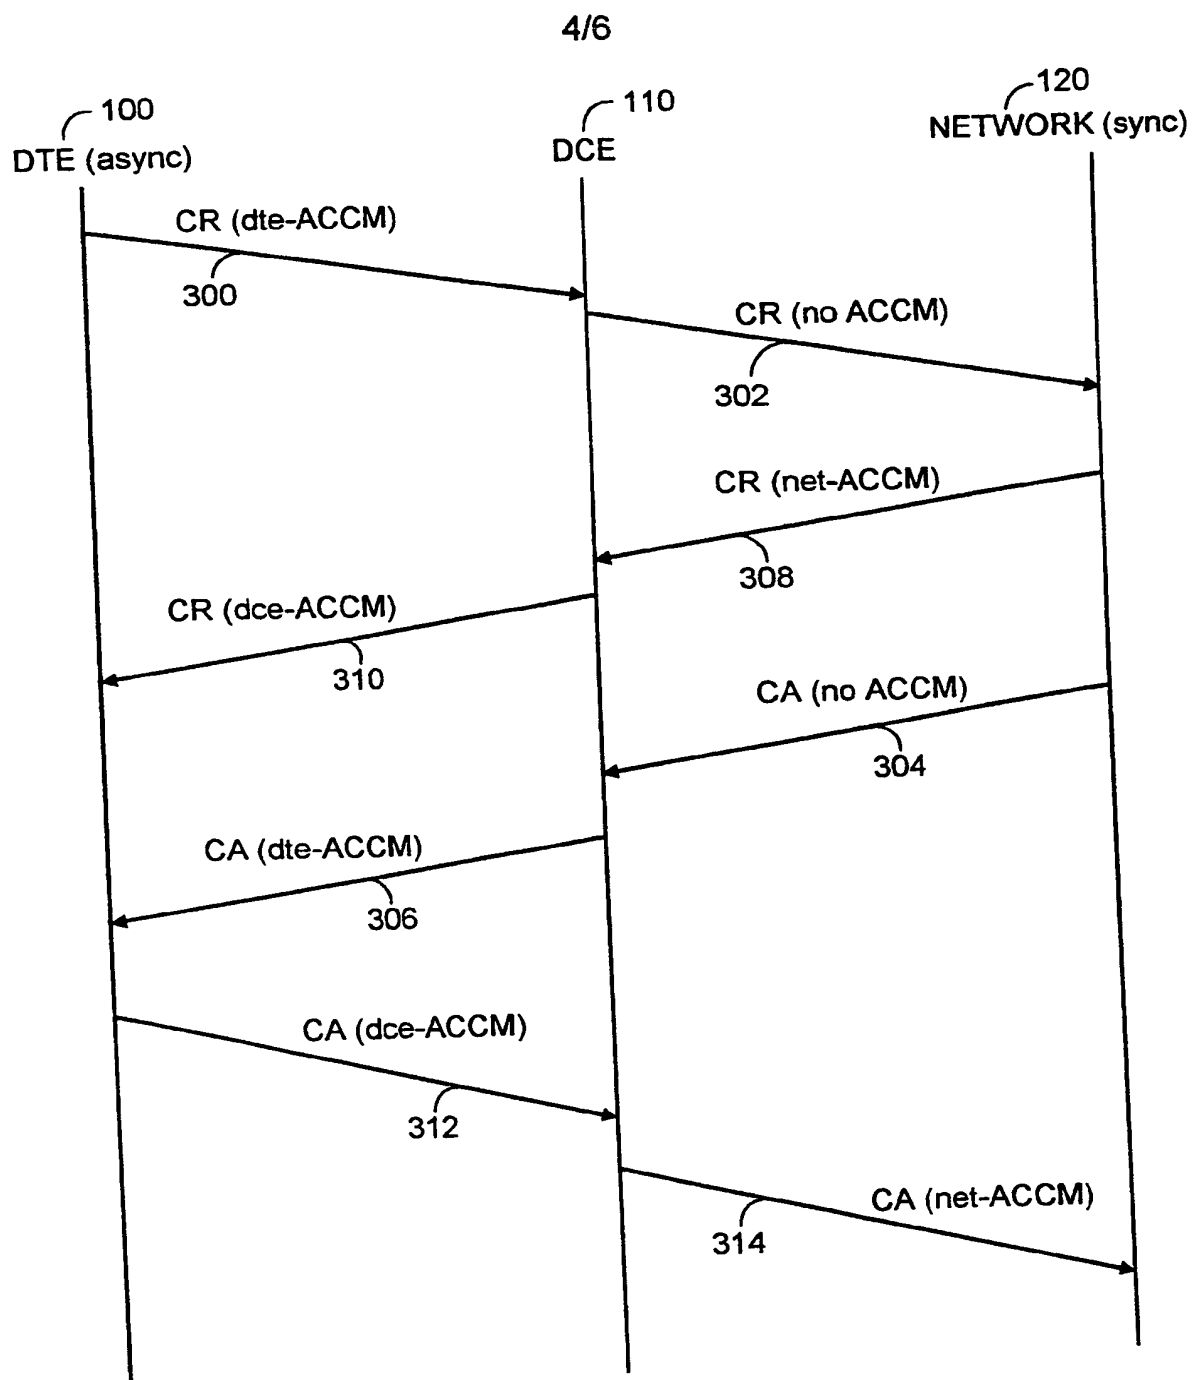 4/6
100
110
120
DTE (async)
DCE
NETWORK (sync)
CR (dte-ACCM)
300
CR (no ACCM)
302
CR (net-ACCM)
308
CR (dce-ACCM)
310
CA (no ACCM)
304
CA (dte-ACCM)
306
CA (dce-ACCM)
312
CA (net-ACCM)
314